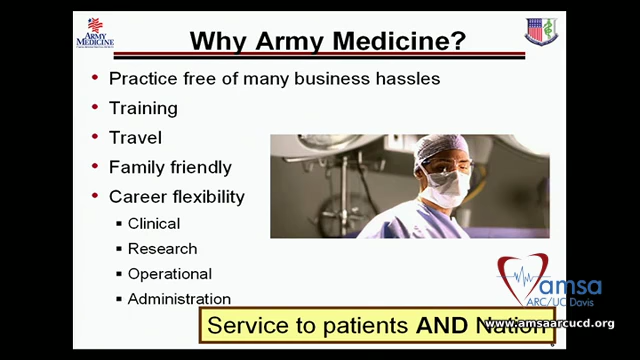 ARMY
MEDICINE
Why Army Medicine?
• Practice free of many business hassles
• Training
• Travel
• Family friendly
• Career flexibility
▪ Clinical
▪ Research
▪ Operational
▪ Administration
amsa
ARC/UC Davis
Service to patients AND Nation
www.amsaarcucd.org